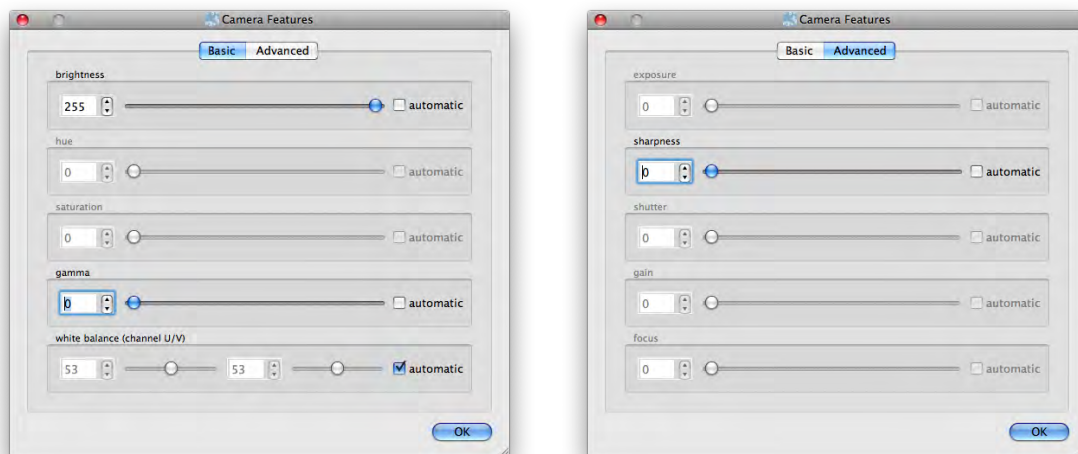 Camera Features
Basic Advanced
brightness
255 automatic
hue
0 automatic
saturation
0 automatic
gamma
0 automatic
white balance (channel U/V)
53 53 automatic
OK
Camera Features
Basic Advanced
exposure
0 automatic
sharpness
0 automatic
shutter
0 automatic
gain
0 automatic
focus
0 automatic
OK